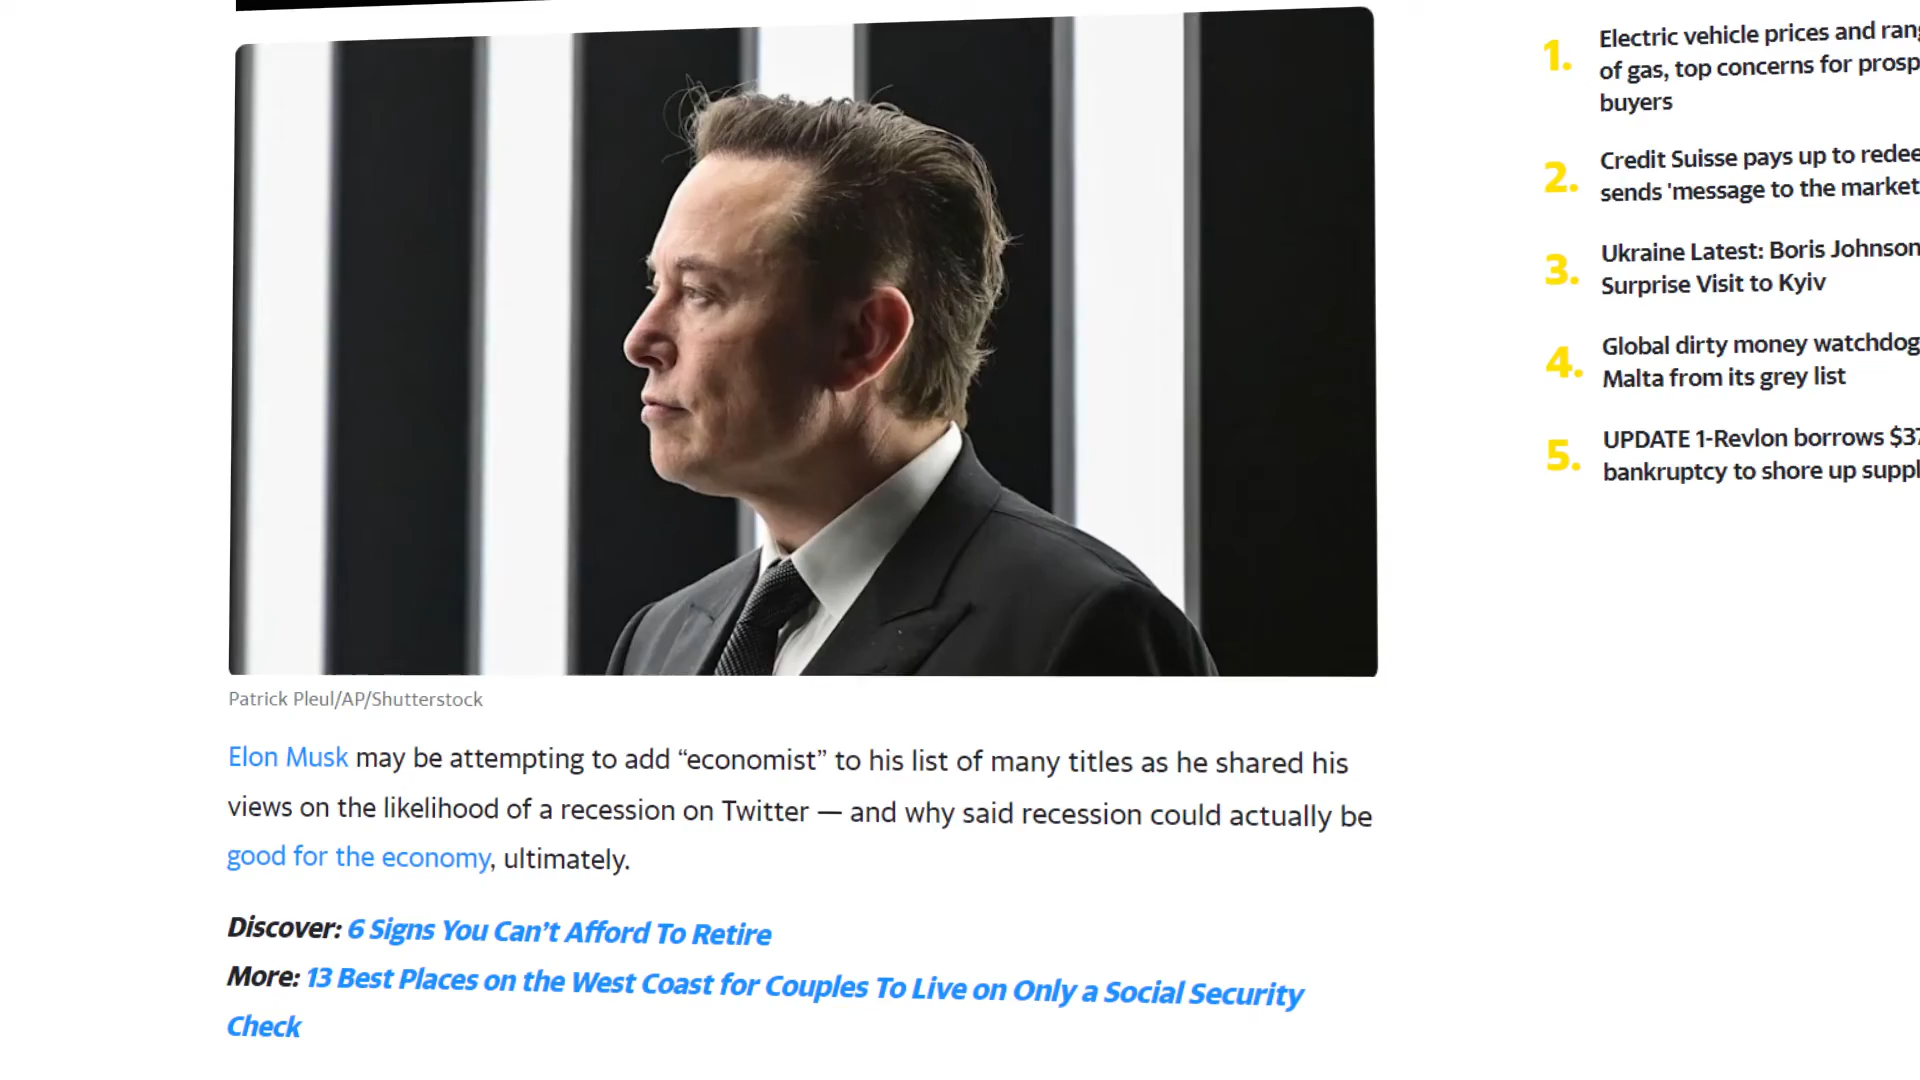 Patrick Pleul/AP/Shutterstock
Elon Musk may be attempting to add “economist” to his list of many titles as he shared his
views on the likelihood of a recession on Twitter — and why said recession could actually be
good for the economy, ultimately.
Discover: 6 Signs You Can’t Afford To Retire
More: 13 Best Places on the West Coast for Couples To Live on Only a Social Security
Check
1.
Electric vehicle prices and ran
of gas, top concerns for prosp
buyers
2.
Credit Suisse pays up to redee
sends 'message to the market
3.
Ukraine Latest: Boris Johnson
Surprise Visit to Kyiv
4.
Global dirty money watchdog
Malta from its grey list
5.
UPDATE 1-Revlon borrows $37
bankruptcy to shore up suppl